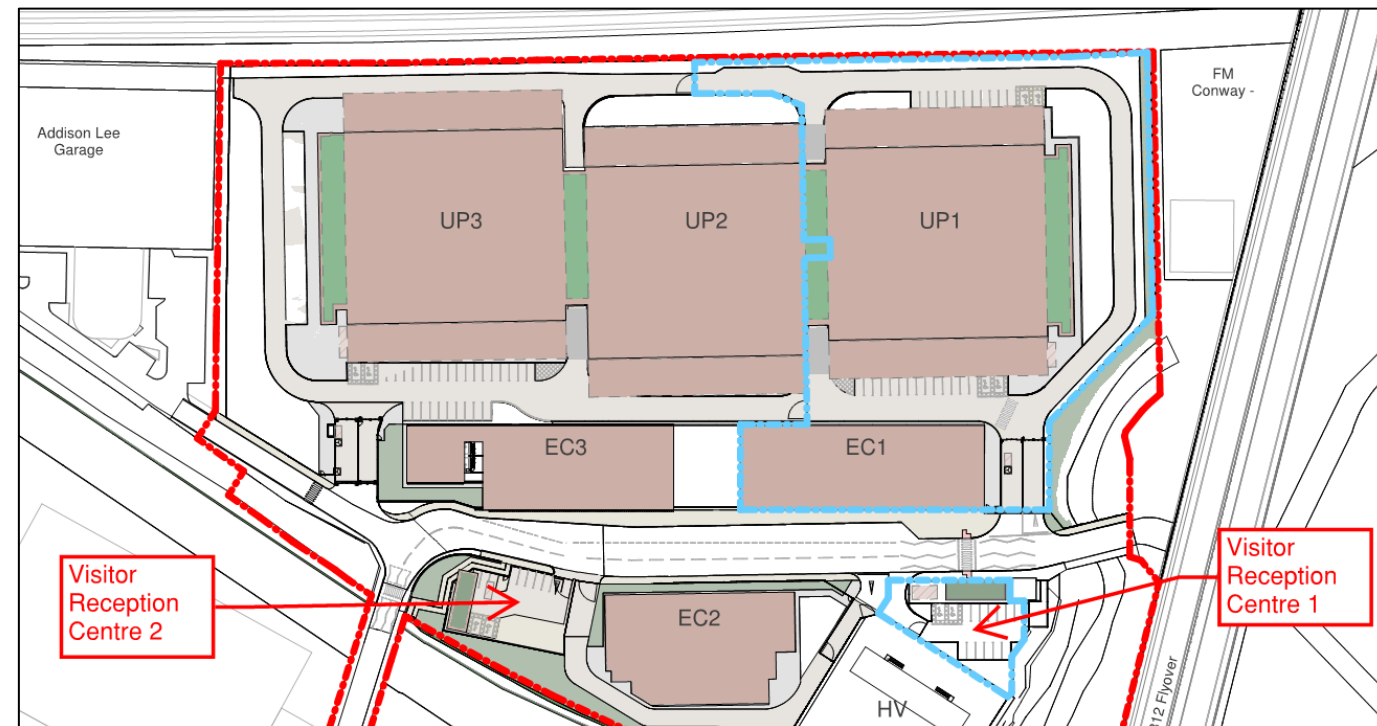 FM
Conway -
Addison Lee
Garage
UP3
UP2
UP1
EC3
EC1
Visitor
Reception
Centre 1
Visitor
Reception
Centre 2
EC2
HV
12 Flyover